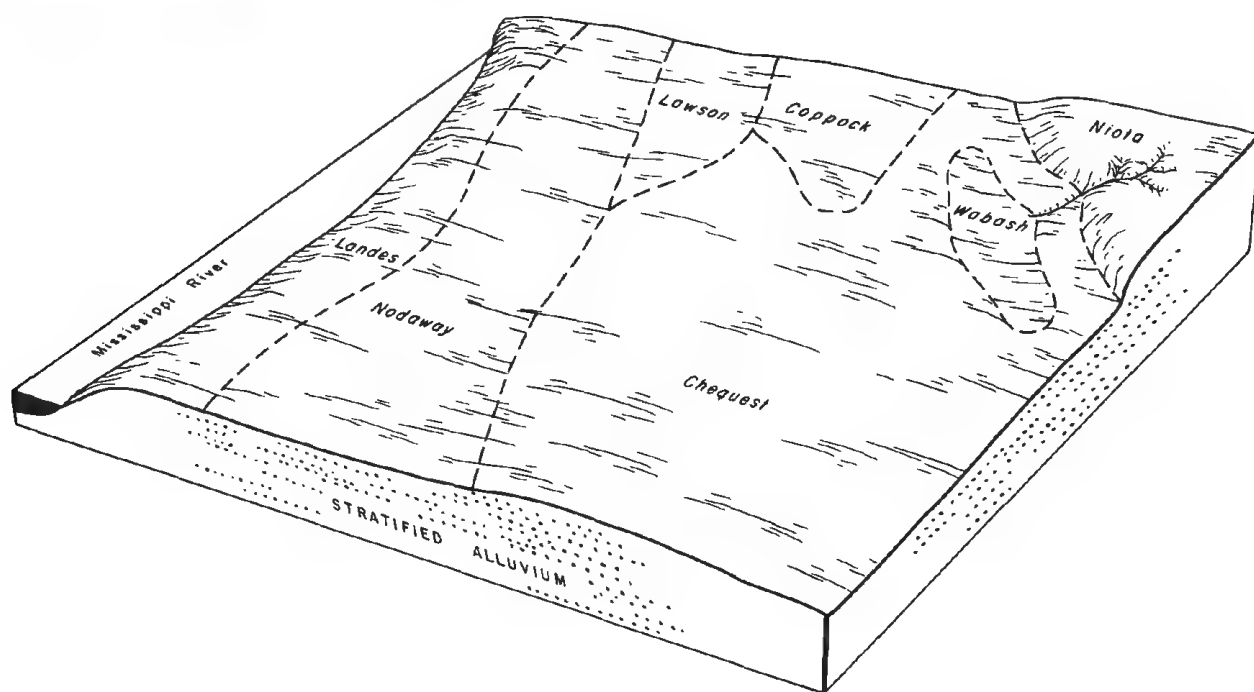 Lawson
Coppock
Niota
Wabash
Landes
Mississippi River
Nodaway
Chequest
STRATIFIED ALLUVIUM